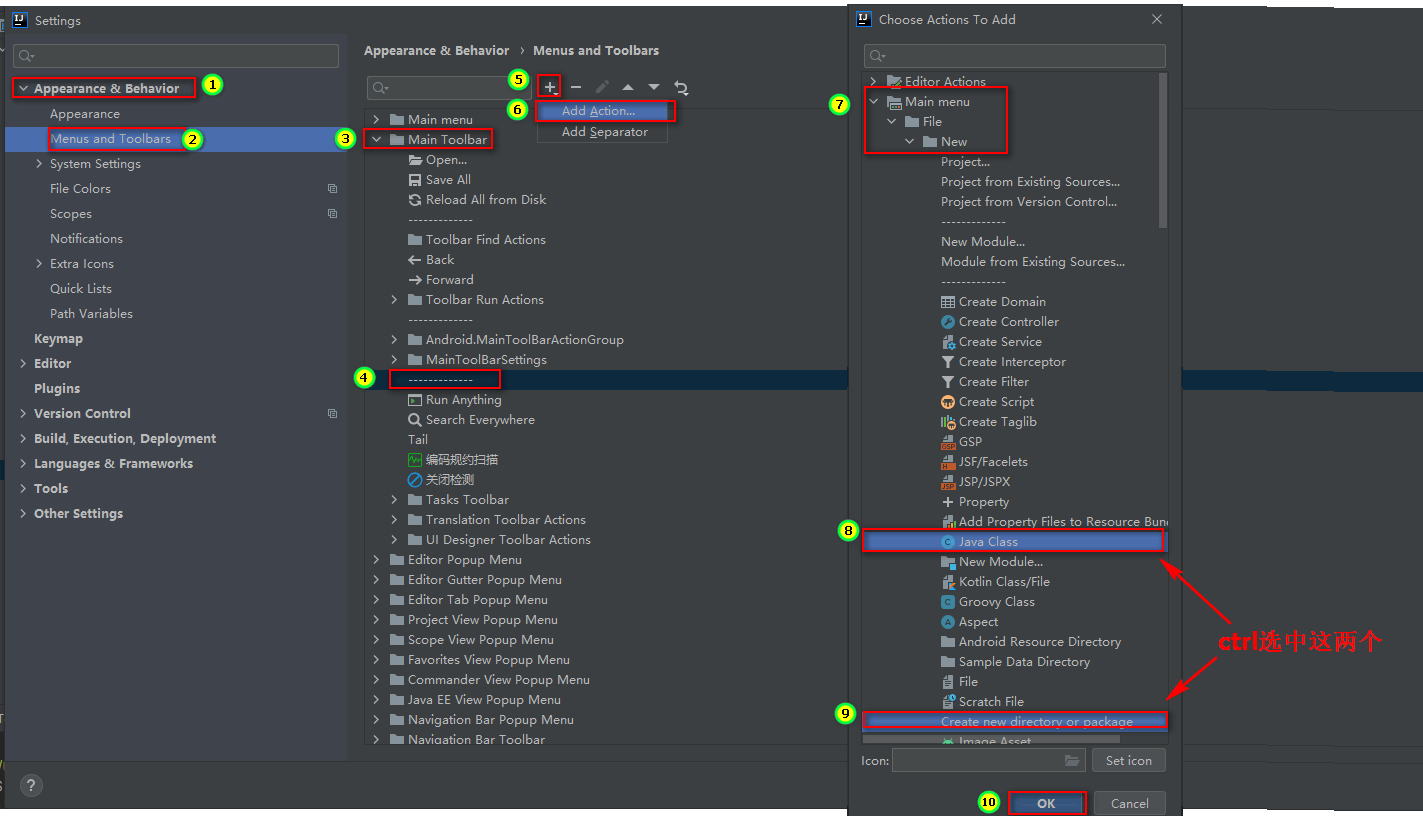 Settings
Appearance & Behavior
1
Appearance
Menus and Toolbars
2
System Settings
File Colors
Scopes
Notifications
Extra Icons
Quick Lists
Path Variables
Keymap
Editor
Plugins
Version Control
Build, Execution, Deployment
Languages & Frameworks
Tools
Other Settings
?
Appearance & Behavior › Menus and Toolbars
5
6
Add Action...
Add Separator
Main menu
3
Main Toolbar
Open...
Save All
Reload All from Disk
-------------
Toolbar Find Actions
Back
Forward
Toolbar Run Actions
-------------
Android.MainToolBarActionGroup
MainToolBarSettings
4
-------------
Run Anything
Search Everywhere
Tail
编码规约扫描
关闭检测
Tasks Toolbar
Translation Toolbar Actions
UI Designer Toolbar Actions
Editor Popup Menu
Editor Gutter Popup Menu
Editor Tab Popup Menu
Project View Popup Menu
Scope View Popup Menu
Favorites View Popup Menu
Commander View Popup Menu
Java EE View Popup Menu
Navigation Bar Popup Menu
Navigation Bar Toolbar
Choose Actions To Add
Editor Actions
7
Main menu
File
New
Project...
Project from Existing Sources...
Project from Version Control...
-------------
New Module...
Module from Existing Sources...
-------------
Create Domain
Create Controller
Create Service
Create Interceptor
Create Filter
Create Script
Create Taglib
GSP
JSF/Facelets
JSP/JSPX
Property
Add Property Files to Resource Bun
8
Java Class
New Module...
Kotlin Class/File
Groovy Class
Aspect
Android Resource Directory
Sample Data Directory
File
Scratch File
9
Create new directory or package
Image Asset
Icon:
Set icon
10
OK
Cancel
ctrl选中这两个